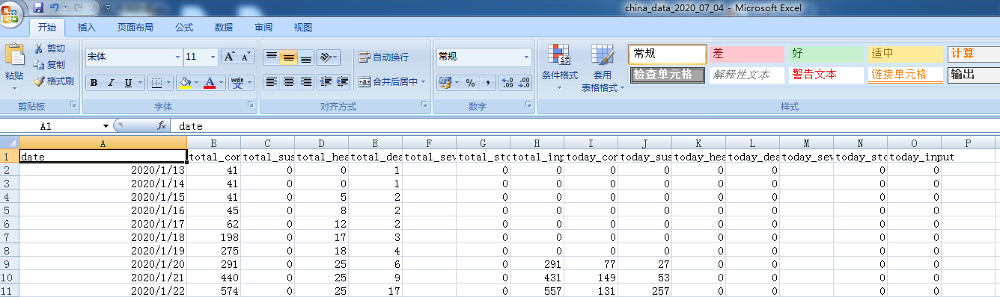 china_data_2020_07_04 - Microsoft Excel
开始 插入 页面布局 公式 数据 审阅 视图
粘贴 剪切 宋体 11 A A 自动换行 常规 条件格式 套用 表格格式 常规 差 好 适中 计算
复制
格式刷 B I U A wén 文 合并后居中 % , .00 .0 检查单元格 解释性文本 警告文本 链接单元格 输出
剪贴板 字体 对齐方式 数字 样式
A1 fx date
A B C D E F G H I J K L M N O P
1 date total_con total_sus total_hea total_dea total_sev total_sto total_inp today_con today_sus today_hea today_dea today_sev today_sto today_input
2 2020/1/13 41 0 0 1 0 0 0 0 0 0 0 0
3 2020/1/14 41 0 0 1 0 0 0 0 0 0 0 0
4 2020/1/15 41 0 5 2 0 0 0 0 0 0 0 0
5 2020/1/16 45 0 8 2 0 0 0 0 0 0 0 0
6 2020/1/17 62 0 12 2 0 0 0 0 0 0 0 0
7 2020/1/18 198 0 17 3 0 0 0 0 0 0 0 0
8 2020/1/19 275 0 18 4 0 0 0 0 0 0 0 0
9 2020/1/20 291 0 25 6 0 291 77 27 0 0 0 0
10 2020/1/21 440 0 25 9 0 431 149 53 0 0 0 0
11 2020/1/22 574 0 25 17 0 557 131 257 0 0 0 0